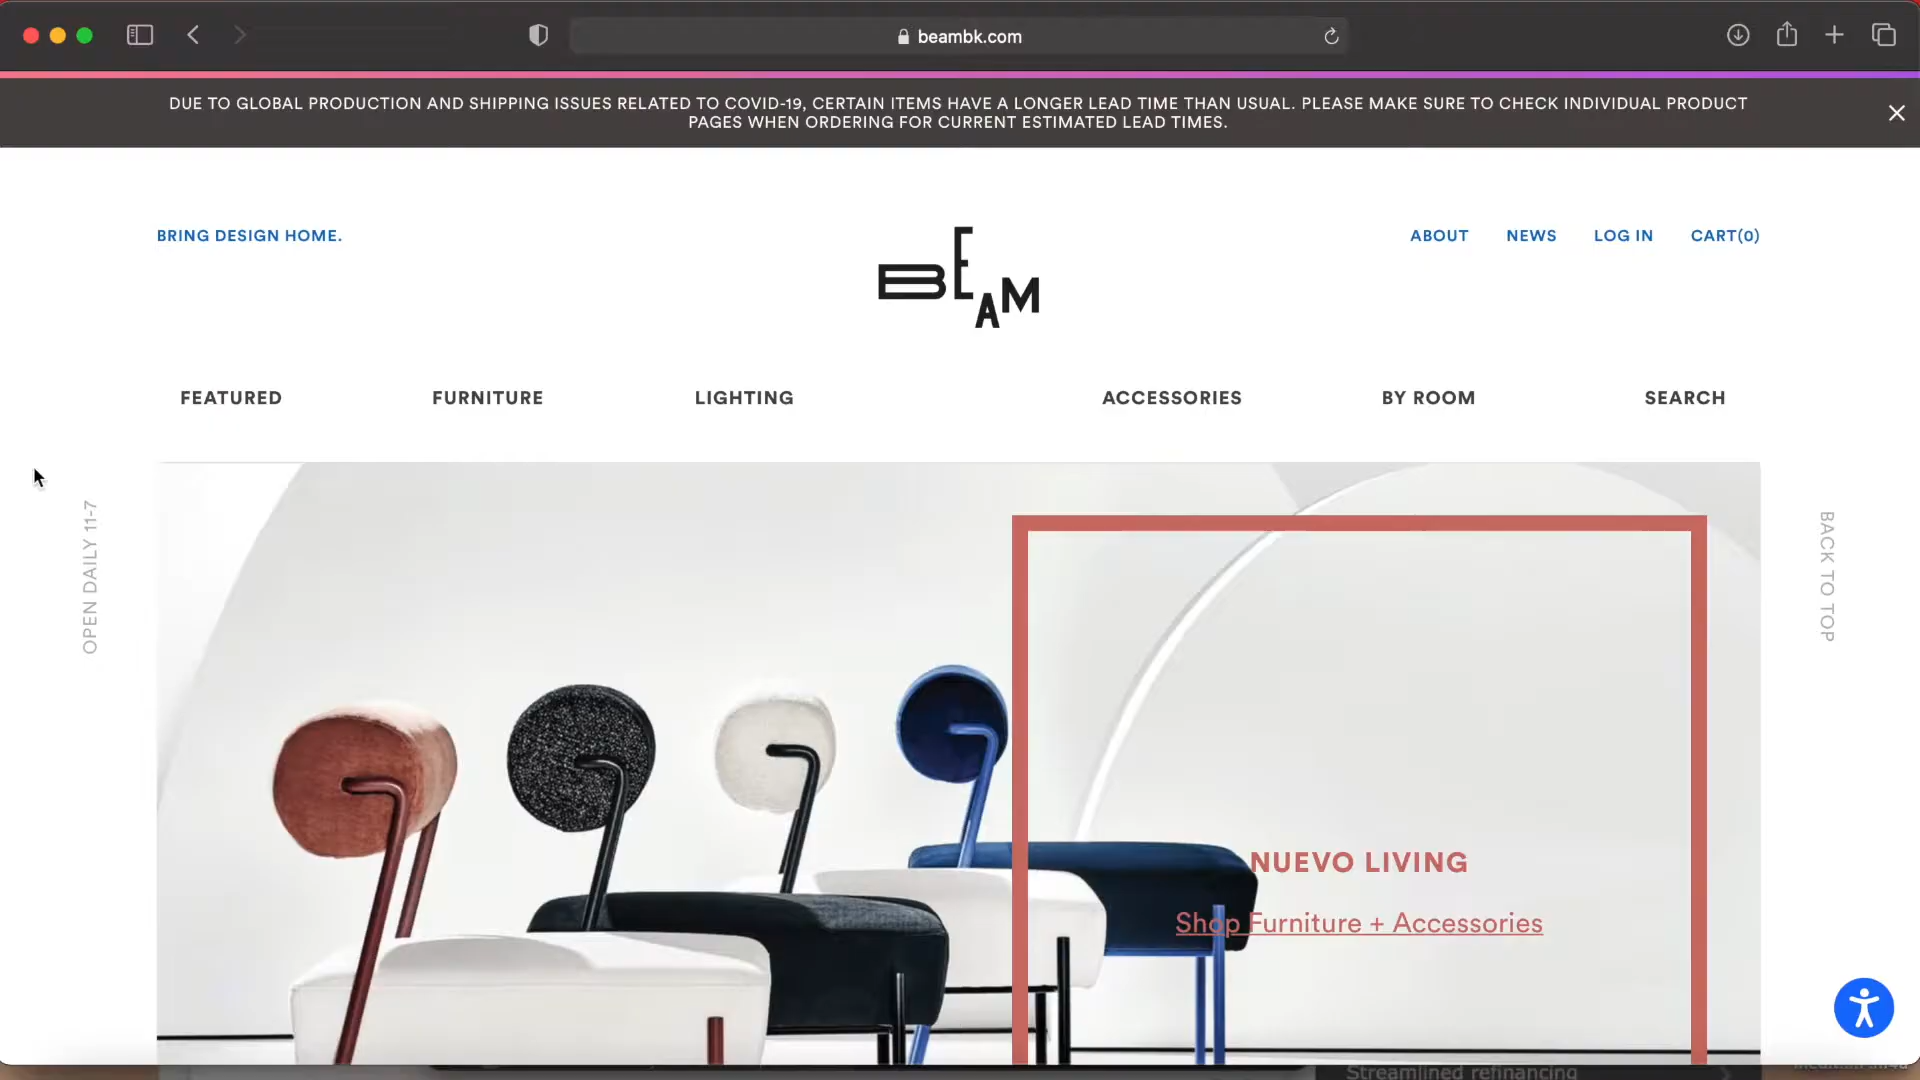 beambk.com
DUE TO GLOBAL PRODUCTION AND SHIPPING ISSUES RELATED TO COVID-19, CERTAIN ITEMS HAVE A LONGER LEAD TIME THAN USUAL. PLEASE MAKE SURE TO CHECK INDIVIDUAL PRODUCT
PAGES WHEN ORDERING FOR CURRENT ESTIMATED LEAD TIMES.
BRING DESIGN HOME.
BEAM
ABOUT NEWS LOG IN CART(0)
FEATURED FURNITURE LIGHTING ACCESSORIES BY ROOM SEARCH
OPEN DAILY 11-7
BACK TO TOP
NUEVO LIVING
Shop Furniture + Accessories
Streamlined refinancing